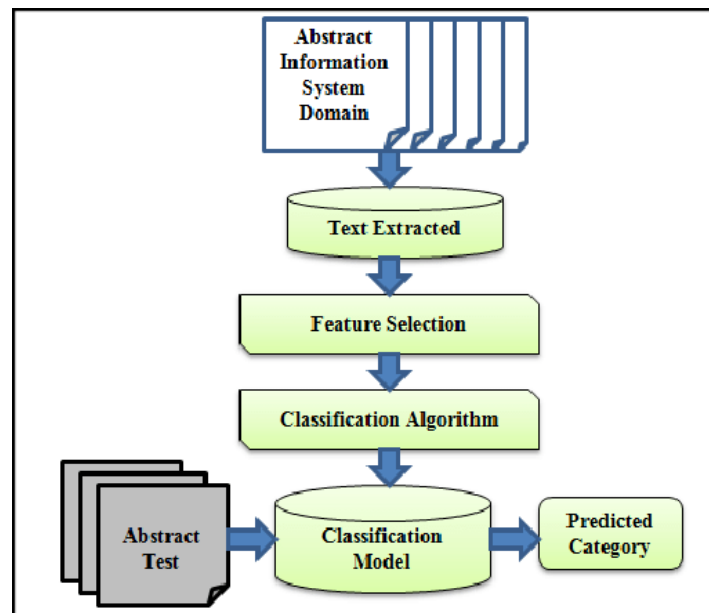 Abstract
Information
System
Domain
Text Extracted
Feature Selection
Classification Algorithm
Abstract
Test
Classification
Model
Predicted
Category